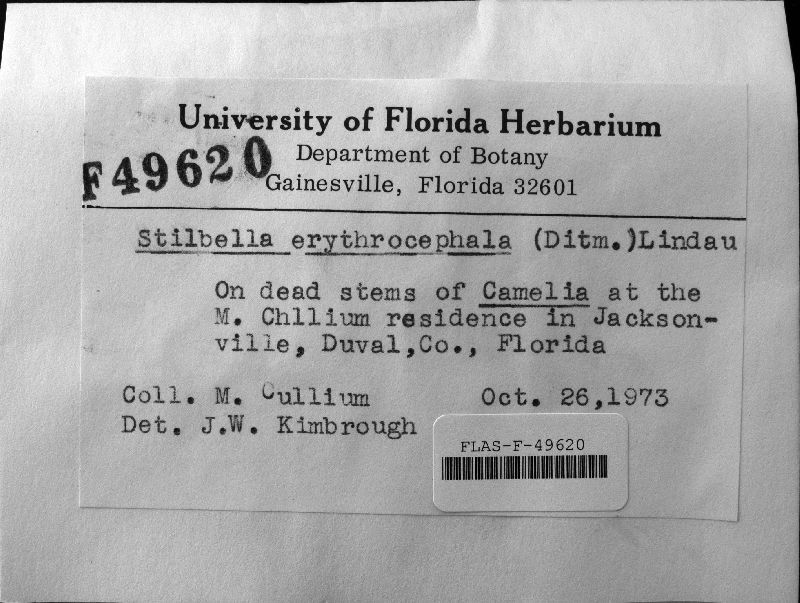 University of Florida Herbarium
F49620
Department of Botany
Gainesville, Florida 32601
Stilbella erythrocephala (Ditm.)Lindau
On dead stems of Camelia at the
M. Chllium residence in Jackson-
ville, Duval,Co., Florida
Coll. M. Cullium Oct. 26,1973
Det. J.W. Kimbrough
FLAS-F-49620